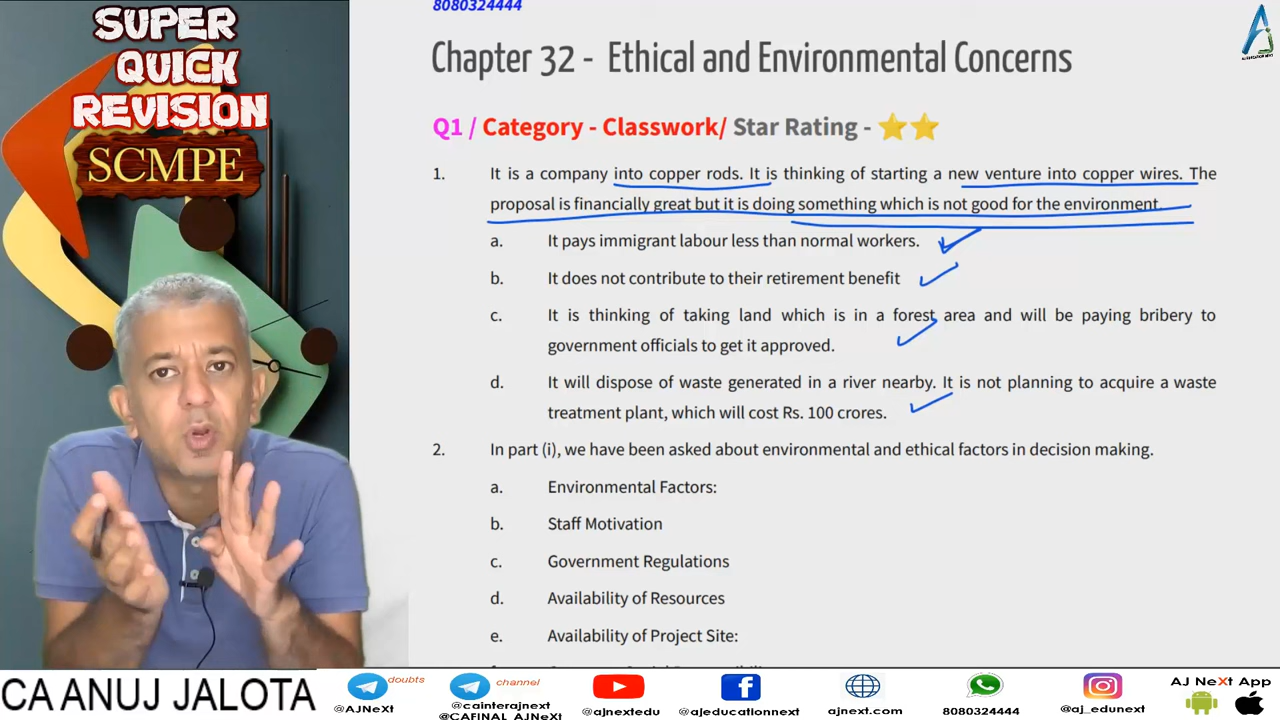 SUPER
QUICK
REVISION
SCMPE
8080324444
Chapter 32 - Ethical and Environmental Concerns
Q1 / Category - Classwork/ Star Rating -
1. It is a company into copper rods. It is thinking of starting a new venture into copper wires. The
proposal is financially great but it is doing something which is not good for the environment.
a. It pays immigrant labour less than normal workers.
b. It does not contribute to their retirement benefit
c. It is thinking of taking land which is in a forest area and will be paying bribery to
government officials to get it approved.
d. It will dispose of waste generated in a river nearby. It is not planning to acquire a waste
treatment plant, which will cost Rs. 100 crores.
2. In part (i), we have been asked about environmental and ethical factors in decision making.
a. Environmental Factors:
b. Staff Motivation
c. Government Regulations
d. Availability of Resources
e. Availability of Project Site:
CA ANUJ JALOTA
doubts
@AJNeXt
channel
@cainterajnext
@CAFINAL_AJNeXt
@ajnextedu
@ajeducationnext
ajnext.com
8080324444
@aj_edunext
AJ NeXt App